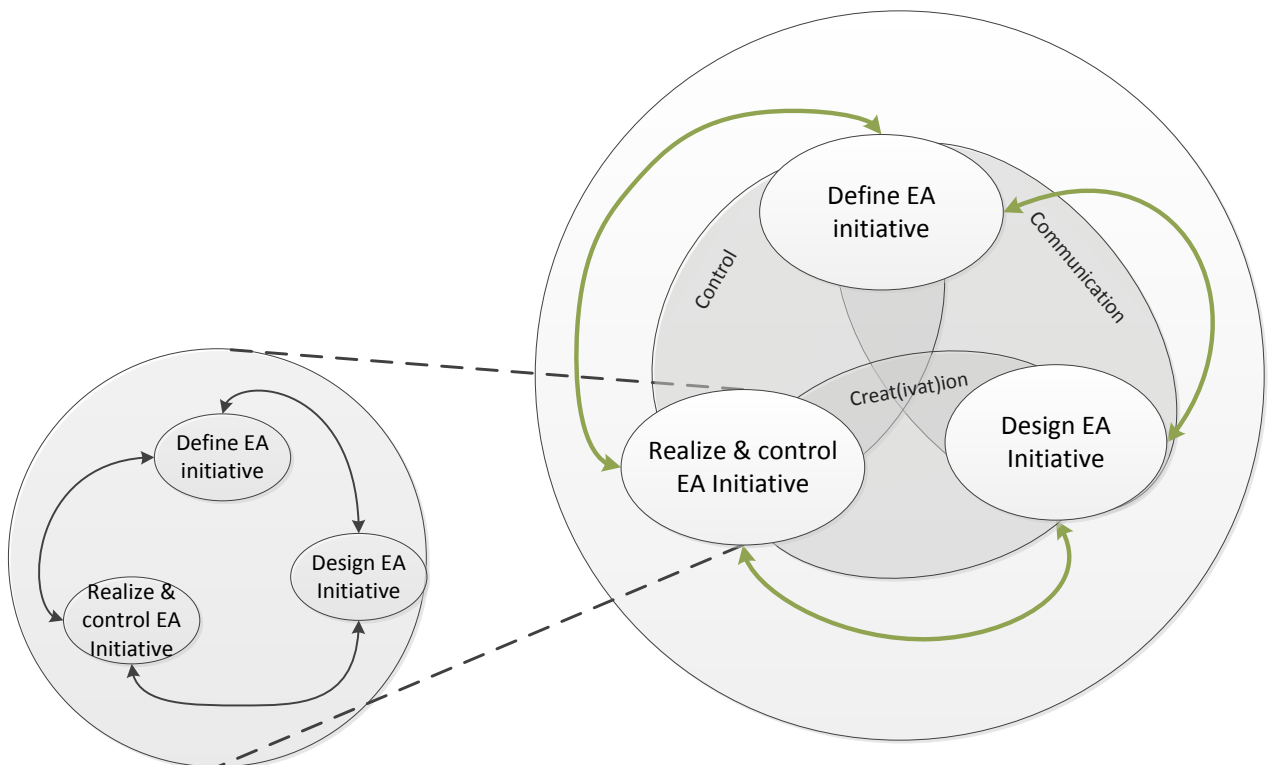 Define EA
initiative
Control
Communication
Creat(ivat)ion
Realize & control
EA Initiative
Design EA
Initiative
Define EA
initiative
Design EA
Initiative
Realize &
control EA
Initiative